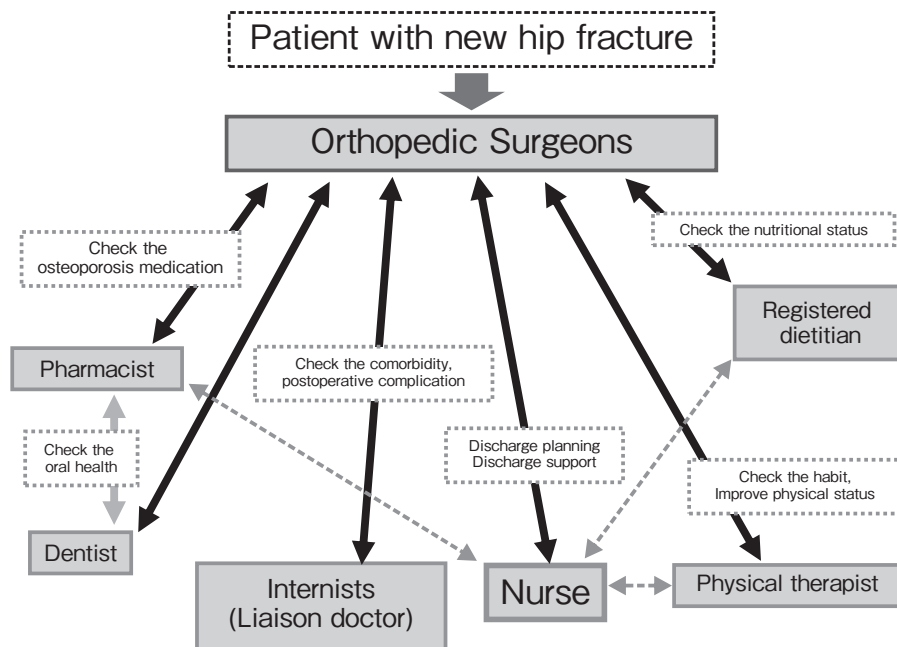 Patient with new hip fracture
Orthopedic Surgeons
Check the
osteoporosis medication
Check the nutritional status
Registered
dietitian
Pharmacist
Check the comorbidity,
postoperative complication
Check the
oral health
Discharge planning
Discharge support
Check the habit,
Improve physical status
Dentist
Internists
(Liaison doctor)
Nurse
Physical therapist